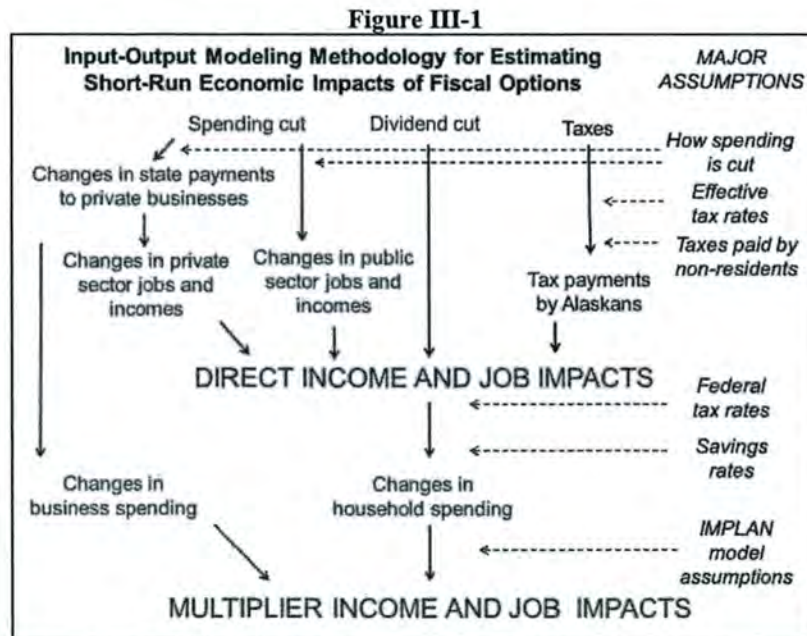 Figure III-1
Input-Output Modeling Methodology for Estimating
Short-Run Economic Impacts of Fiscal Options
MAJOR
ASSUMPTIONS
Spending cut
Dividend cut
Taxes
How spending
is cut
Changes in state payments
to private businesses
Effective
tax rates
Taxes paid by
non-residents
Changes in private
sector jobs and
incomes
Changes in public
sector jobs and
incomes
Tax payments
by Alaskans
DIRECT INCOME AND JOB IMPACTS
Federal
tax rates
Savings
rates
Changes in
business spending
Changes in
household spending
IMPLAN
model
assumptions
MULTIPLIER INCOME AND JOB IMPACTS